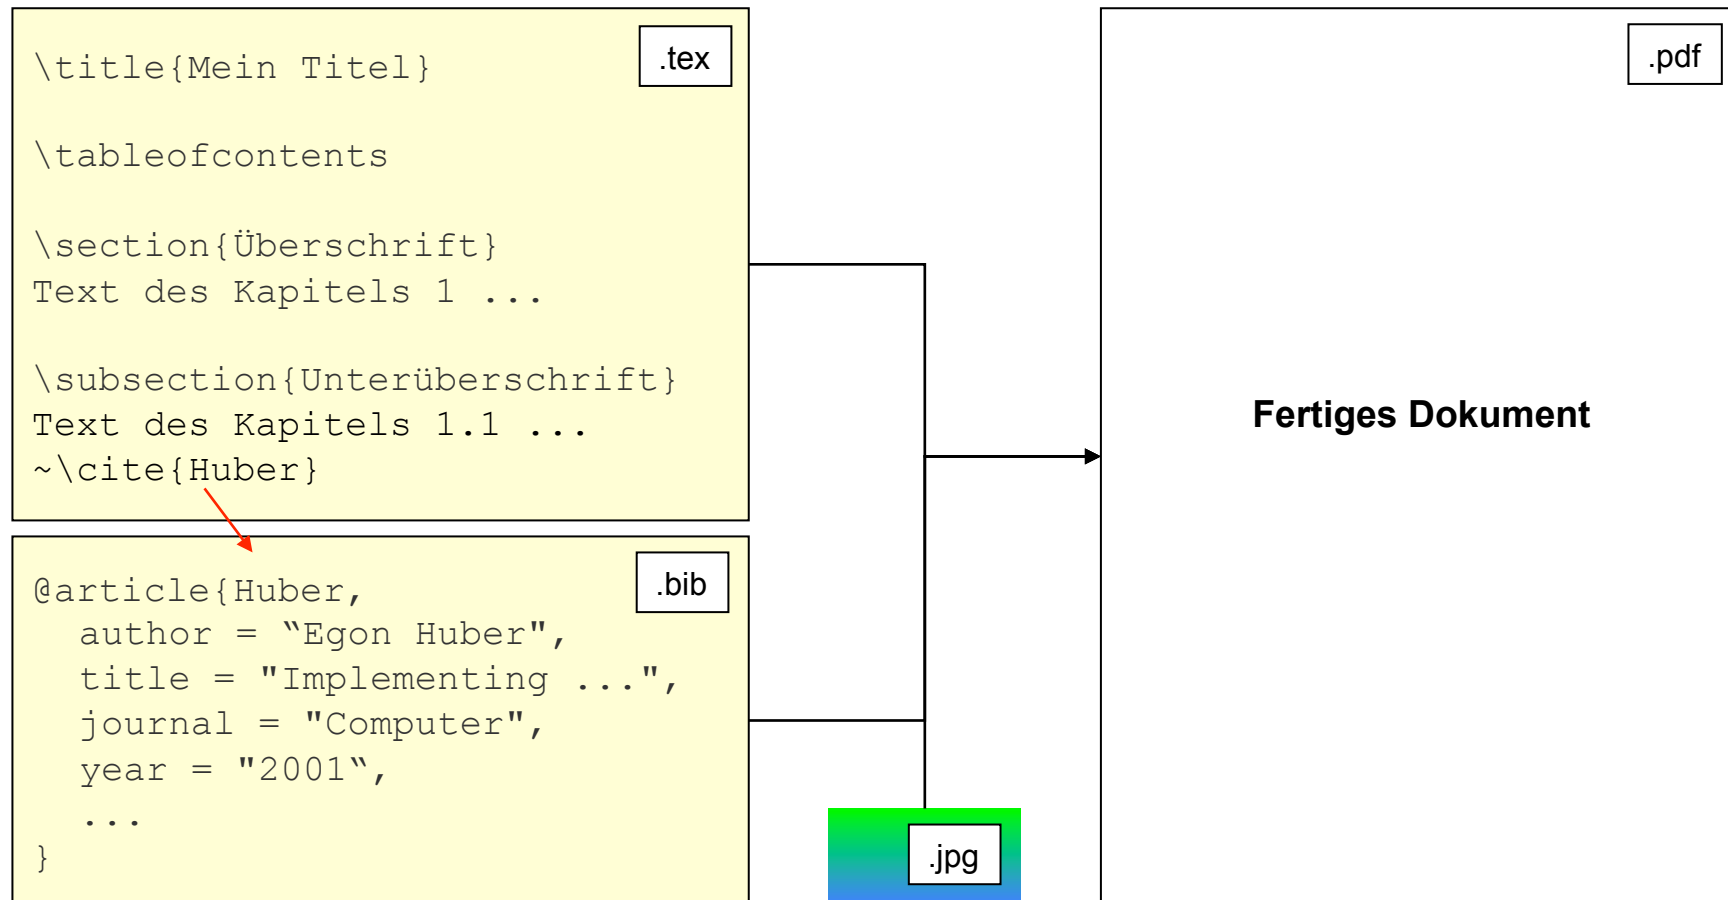 .tex
\title{Mein Titel}
\tableofcontents
\section{Überschrift}
Text des Kapitels 1 ...
\subsection{Unterüberschrift}
Text des Kapitels 1.1 ...
~\cite{Huber}
.bib
@article{Huber,
author = “Egon Huber",
title = "Implementing ...",
journal = "Computer",
year = "2001“,
...
}
.jpg
.pdf
Fertiges Dokument